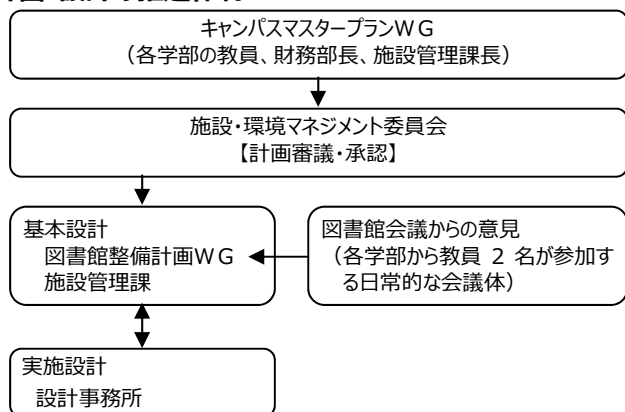 キャンパスマスタープランWG
（各学部の教員、財務部長、施設管理課長）
施設・環境マネジメント委員会
【計画審議・承認】
基本設計
図書館整備計画WG
施設管理課
図書館会議からの意見
（各学部から教員 2 名が参加す
る日常的な会議体）
実施設計
設計事務所